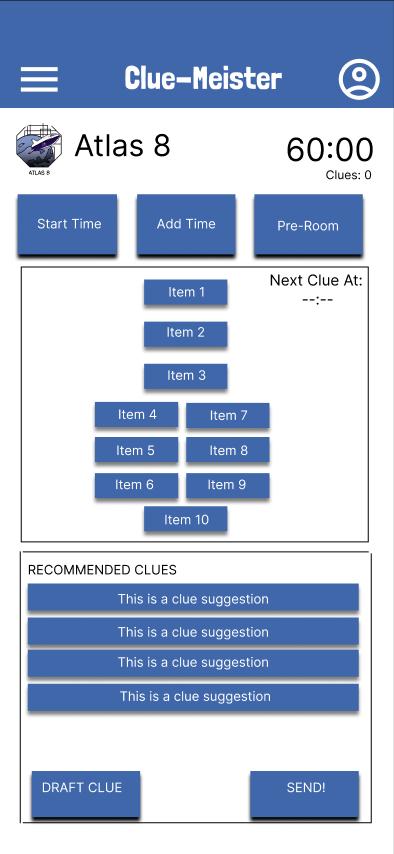 Clue-Meister
ATLAS 8
Atlas 8
60:00
Clues: 0
Start Time
Add Time
Pre-Room
Next Clue At:
--:--
Item 1
Item 2
Item 3
Item 4
Item 7
Item 5
Item 8
Item 6
Item 9
Item 10
RECOMMENDED CLUES
This is a clue suggestion
This is a clue suggestion
This is a clue suggestion
This is a clue suggestion
DRAFT CLUE
SEND!